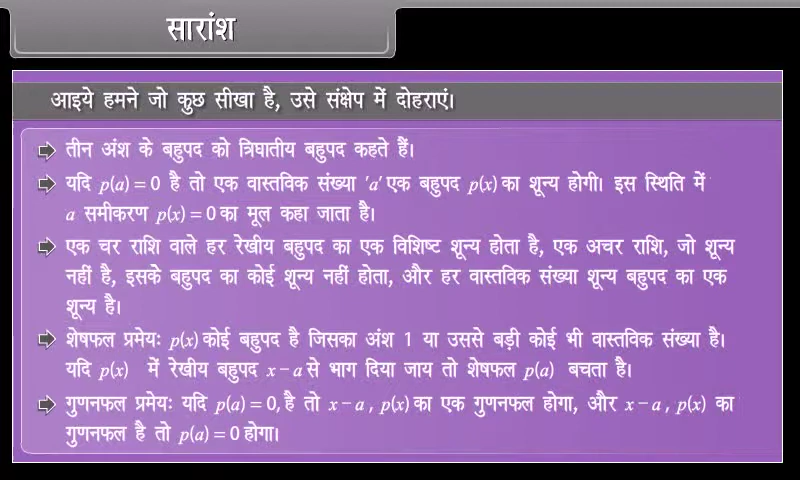 सारांश
आइये हमने जो कुछ सीखा है, उसे संक्षेप में दोहराएं।
तीन अंश के बहुपद को त्रिघातीय बहुपद कहते हैं।
यदि p(a) = 0 है तो एक वास्तविक संख्या 'a' एक बहुपद p(x) का शून्य होगी। इस स्थिति में
a समीकरण p(x) = 0 का मूल कहा जाता है।
एक चर राशि वाले हर रेखीय बहुपद का एक विशिष्ट शून्य होता है, एक अचर राशि, जो शून्य
नहीं है, इसके बहुपद का कोई शून्य नहीं होता, और हर वास्तविक संख्या शून्य बहुपद का एक
शून्य है।
शेषफल प्रमेयः p(x) कोई बहुपद है जिसका अंश 1 या उससे बड़ी कोई भी वास्तविक संख्या है।
यदि p(x) में रेखीय बहुपद x − a से भाग दिया जाय तो शेषफल p(a) बचता है।
गुणनफल प्रमेयः यदि p(a) = 0, है तो x − a , p(x) का एक गुणनफल होगा, और x − a , p(x) का
गुणनफल है तो p(a) = 0 होगा।